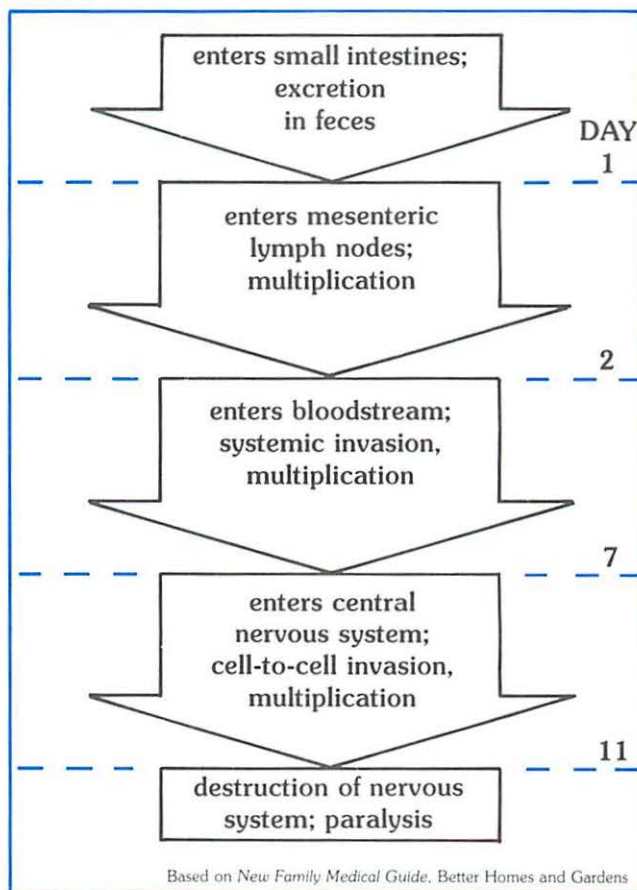 enters small intestines;
excretion
in feces
DAY
1
enters mesenteric
lymph nodes;
multiplication
2
enters bloodstream;
systemic invasion,
multiplication
7
enters central
nervous system;
cell-to-cell invasion,
multiplication
11
destruction of nervous
system; paralysis
Based on New Family Medical Guide, Better Homes and Gardens